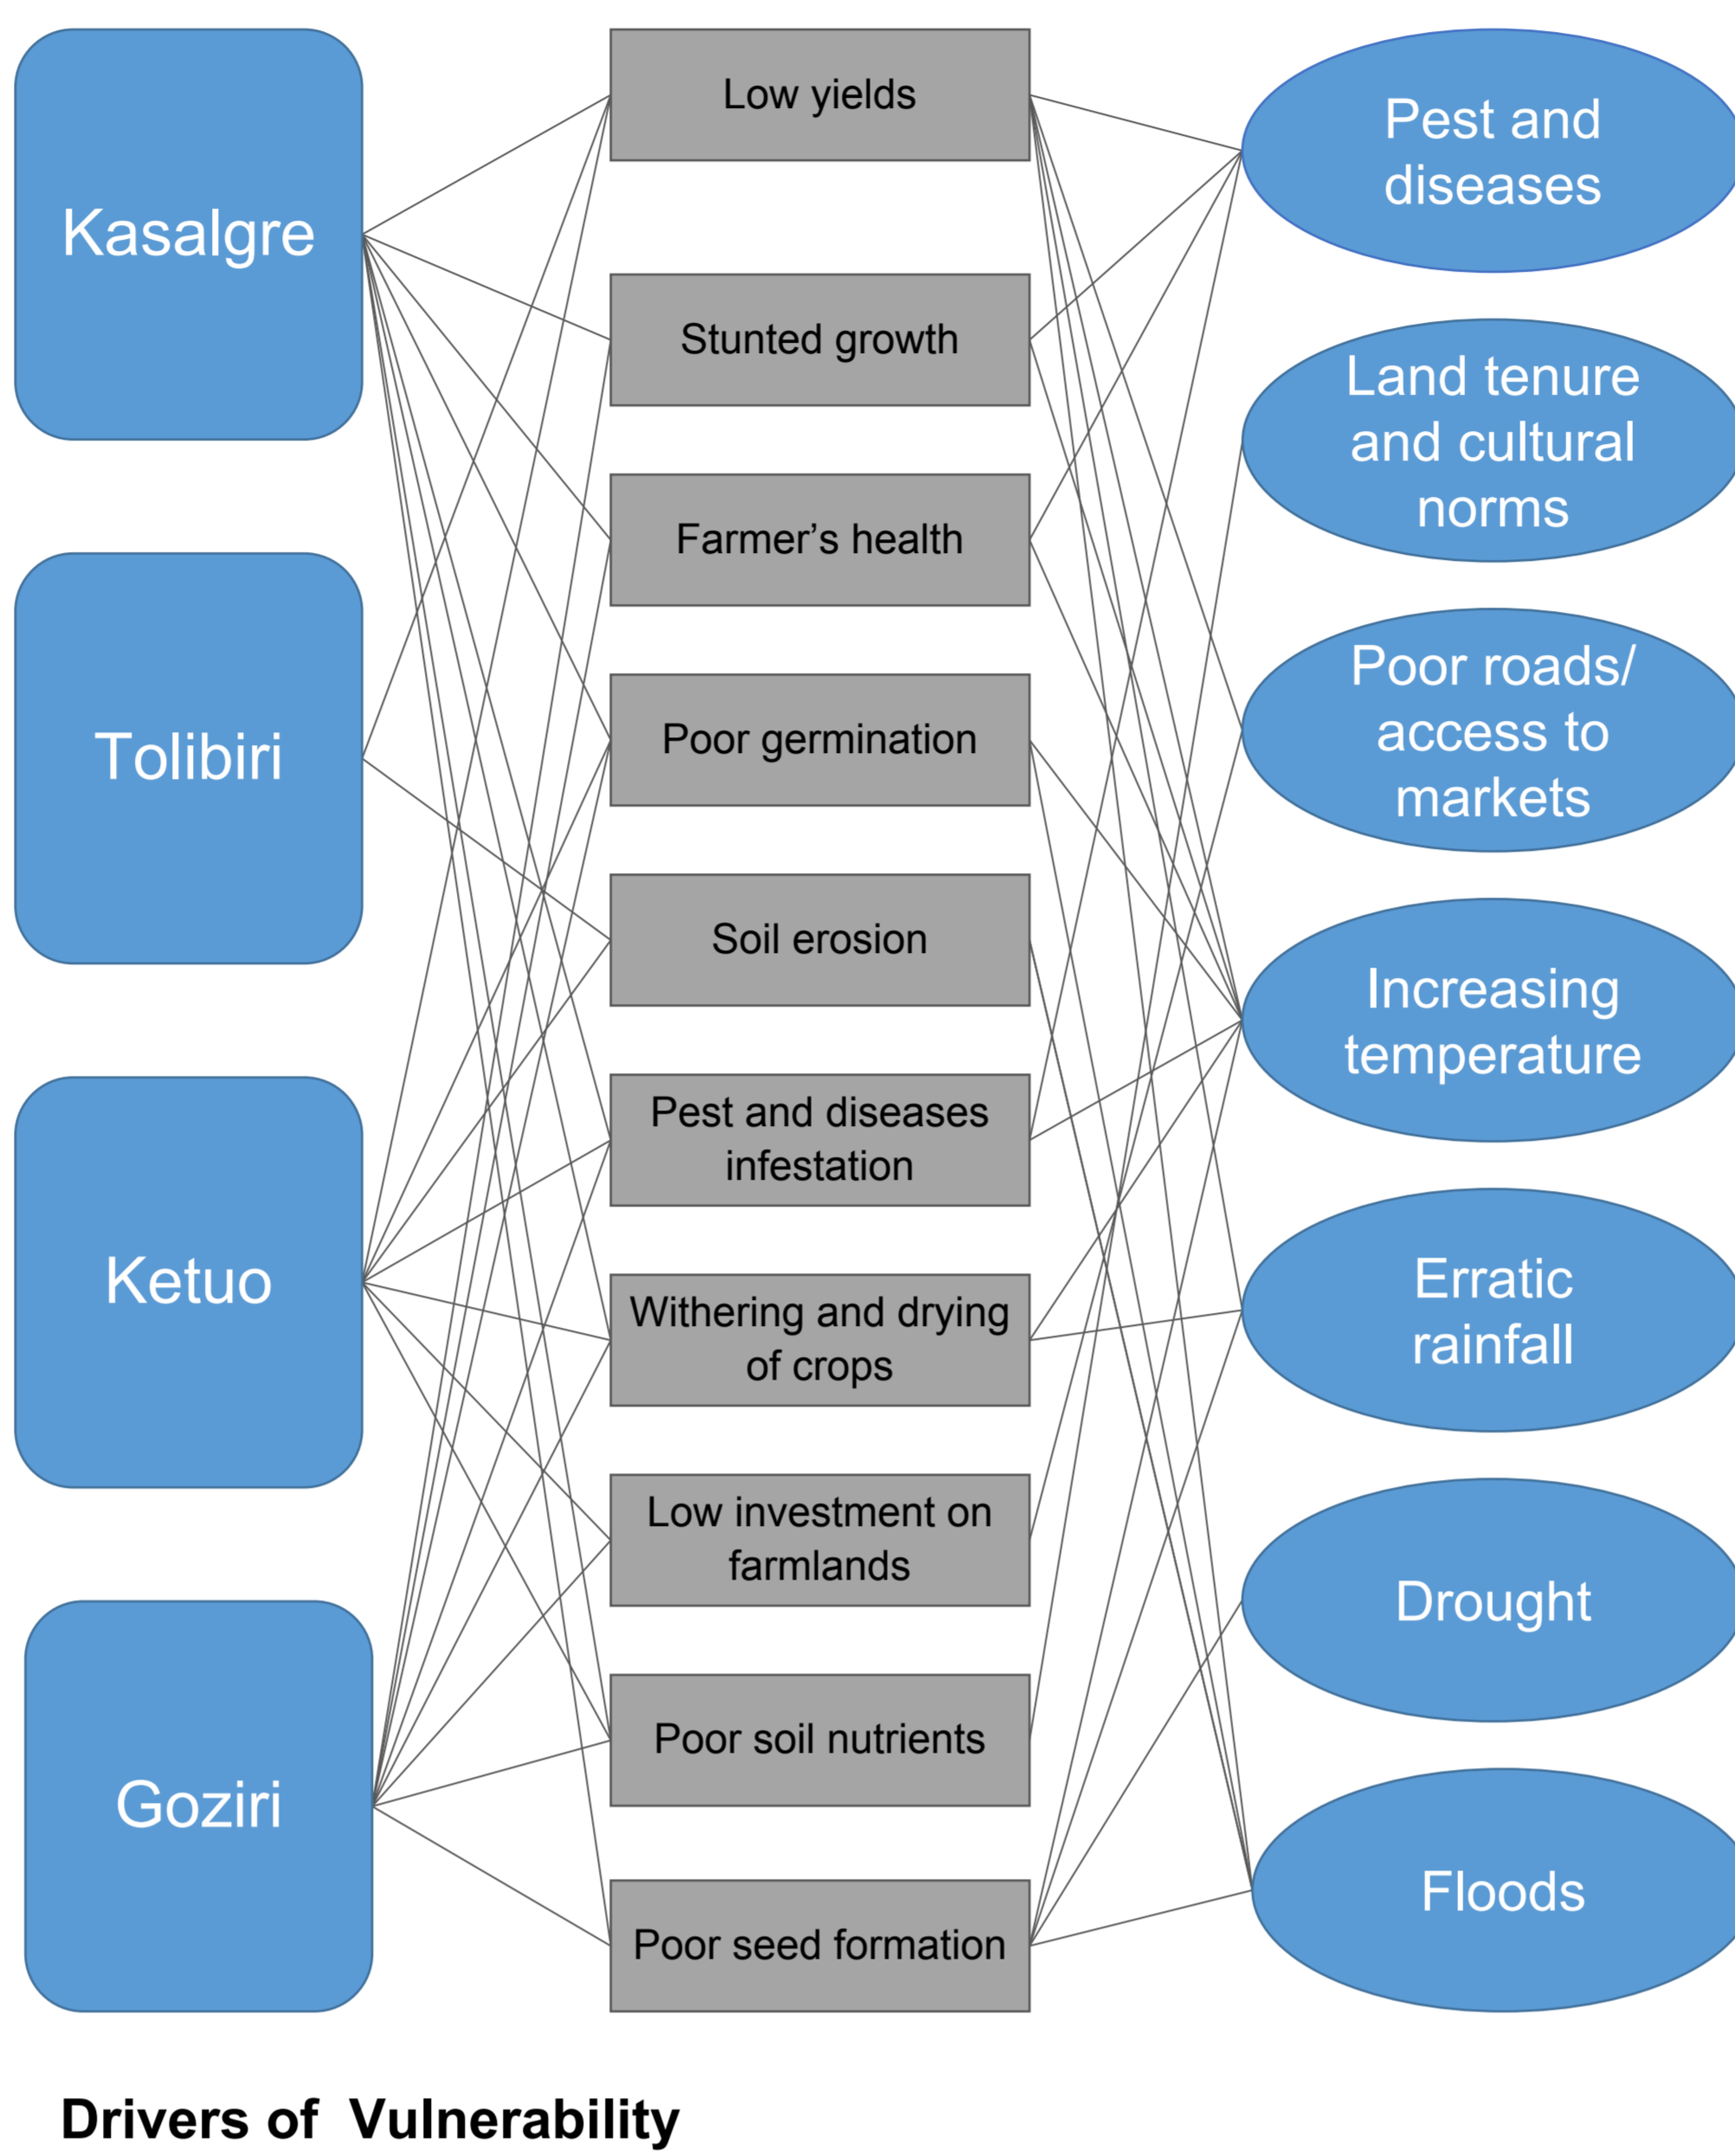 Kasalgre
Tolibiri
Ketuo
Goziri
Low yields
Stunted growth
Farmer’s health
Poor germination
Soil erosion
Pest and diseases
infestation
Withering and drying
of crops
Low investment on
farmlands
Poor soil nutrients
Poor seed formation
Pest and
diseases
Land tenure
and cultural
norms
Poor roads/
access to
markets
Increasing
temperature
Erratic
rainfall
Drought
Floods
Drivers of Vulnerability